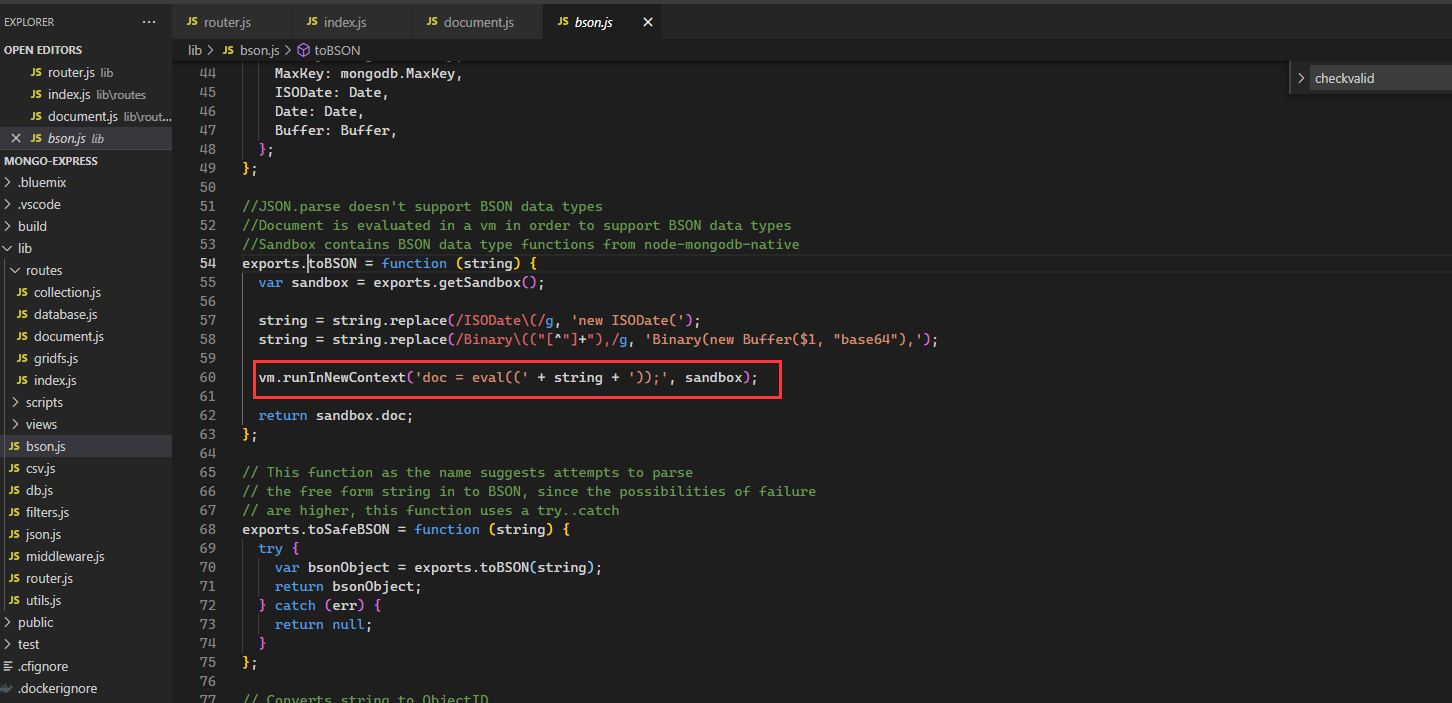 EXPLORER ···
JS router.js
JS index.js
JS document.js
JS bson.js ×
OPEN EDITORS
JS router.js lib
JS index.js lib\routes
JS document.js lib\rout...
× JS bson.js lib
MONGO-EXPRESS
> .bluemix
> .vscode
> build
lib
routes
JS collection.js
JS database.js
JS document.js
JS gridfs.js
JS index.js
> scripts
> views
JS bson.js
JS csv.js
JS db.js
JS filters.js
JS json.js
JS middleware.js
JS router.js
JS utils.js
> public
> test
.cfignore
.dockerignore
lib > JS bson.js > toBSON
> checkvalid
44 MaxKey: mongodb.MaxKey,
45 ISODate: Date,
46 Date: Date,
47 Buffer: Buffer,
48 };
49 };
50
51 //JSON.parse doesn't support BSON data types
52 //Document is evaluated in a vm in order to support BSON data types
53 //Sandbox contains BSON data type functions from node-mongodb-native
54 exports.toBSON = function (string) {
55 var sandbox = exports.getSandbox();
56
57 string = string.replace(/ISODate\(/g, 'new ISODate(');
58 string = string.replace(/Binary\(("[^"]+"),/g, 'Binary(new Buffer($1, "base64"),');
59
60 vm.runInNewContext('doc = eval((' + string + '));', sandbox);
61
62 return sandbox.doc;
63 };
64
65 // This function as the name suggests attempts to parse
66 // the free form string in to BSON, since the possibilities of failure
67 // are higher, this function uses a try..catch
68 exports.toSafeBSON = function (string) {
69 try {
70 var bsonObject = exports.toBSON(string);
71 return bsonObject;
72 } catch (err) {
73 return null;
74 }
75 };
76
77 // Converts string to ObjectID